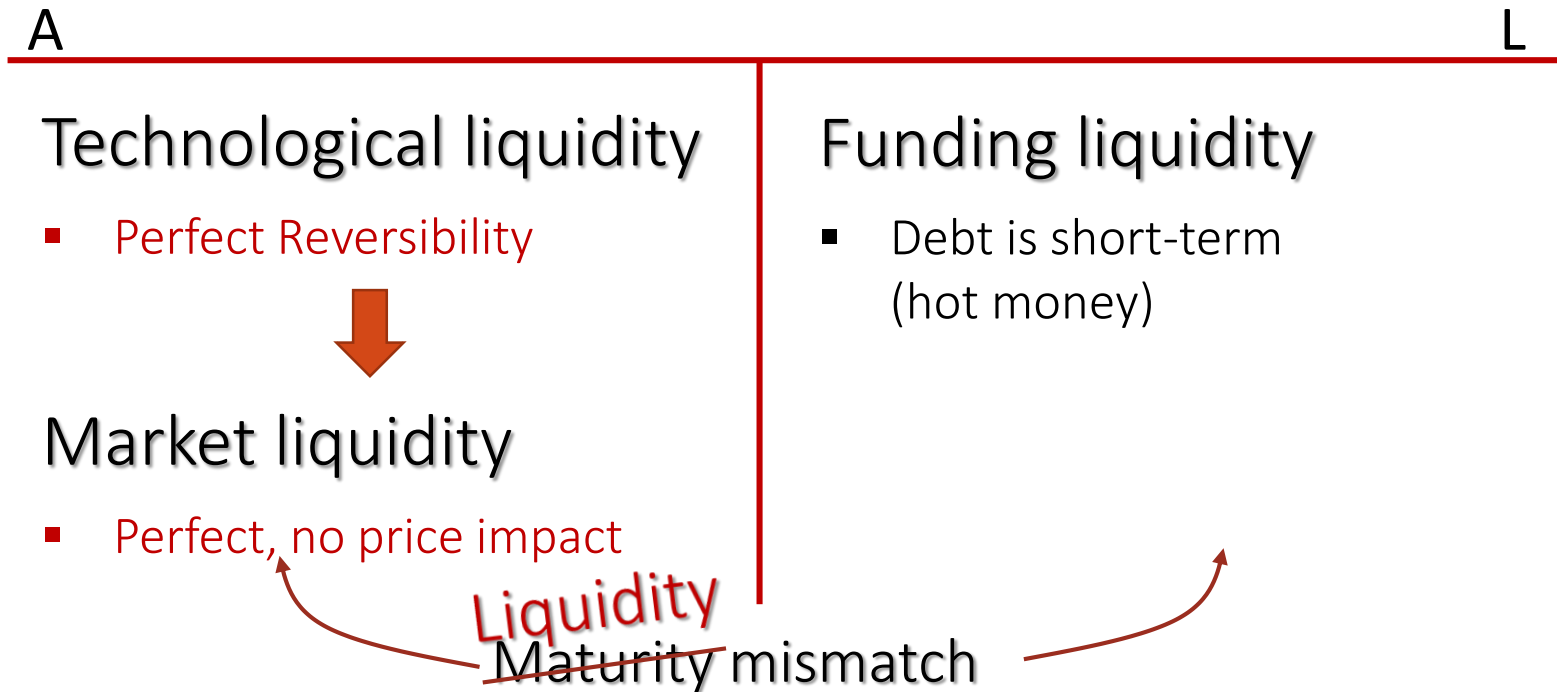 A
L
Technological liquidity
▪ Perfect Reversibility
Market liquidity
▪ Perfect, no price impact
Funding liquidity
▪ Debt is short-term
(hot money)
Liquidity
Maturity mismatch